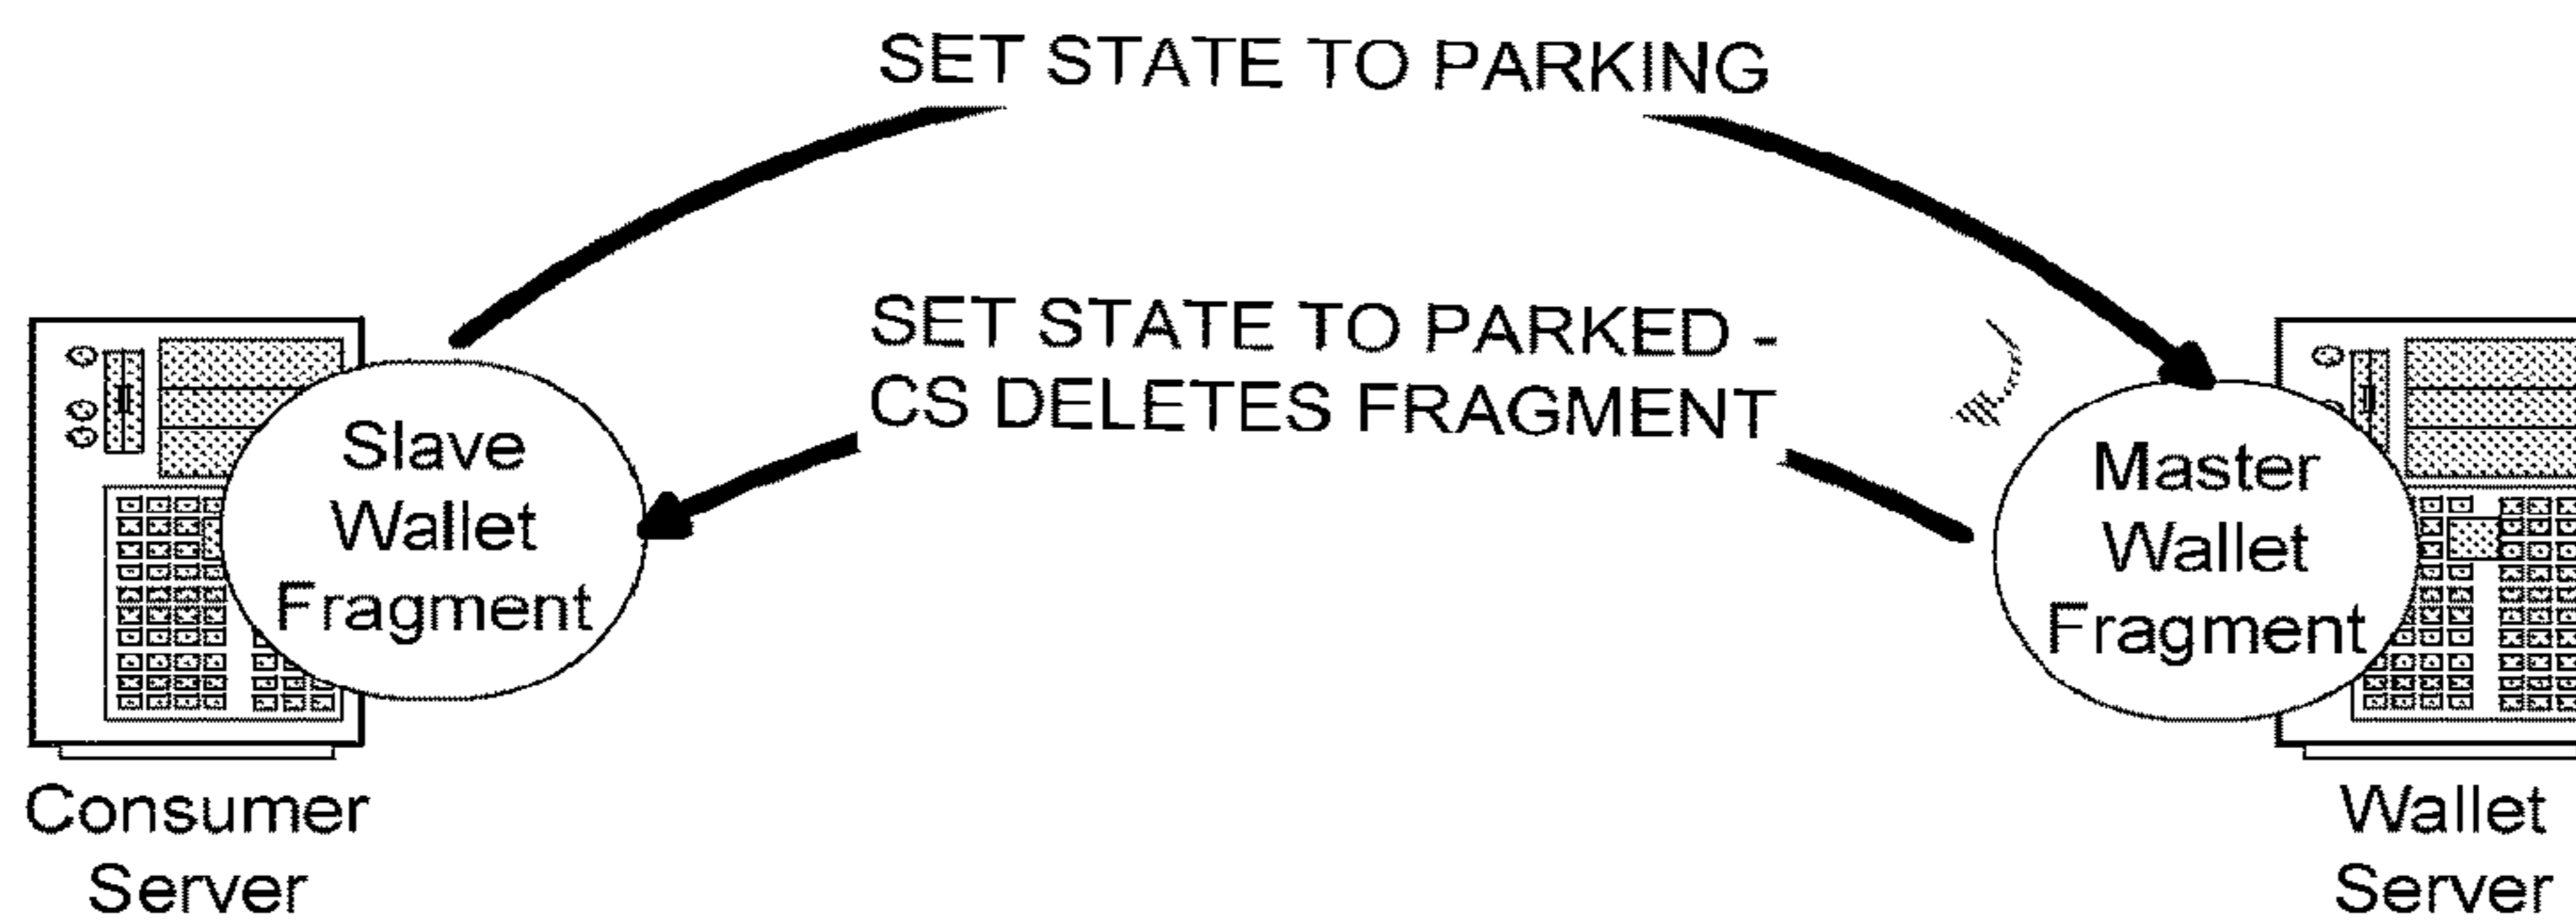 SET STATE TO PARKING
SET STATE TO PARKED -
CS DELETES FRAGMENT
Slave
Wallet
Fragment
Master
Wallet
Fragment
Consumer
Server
Wallet
Server